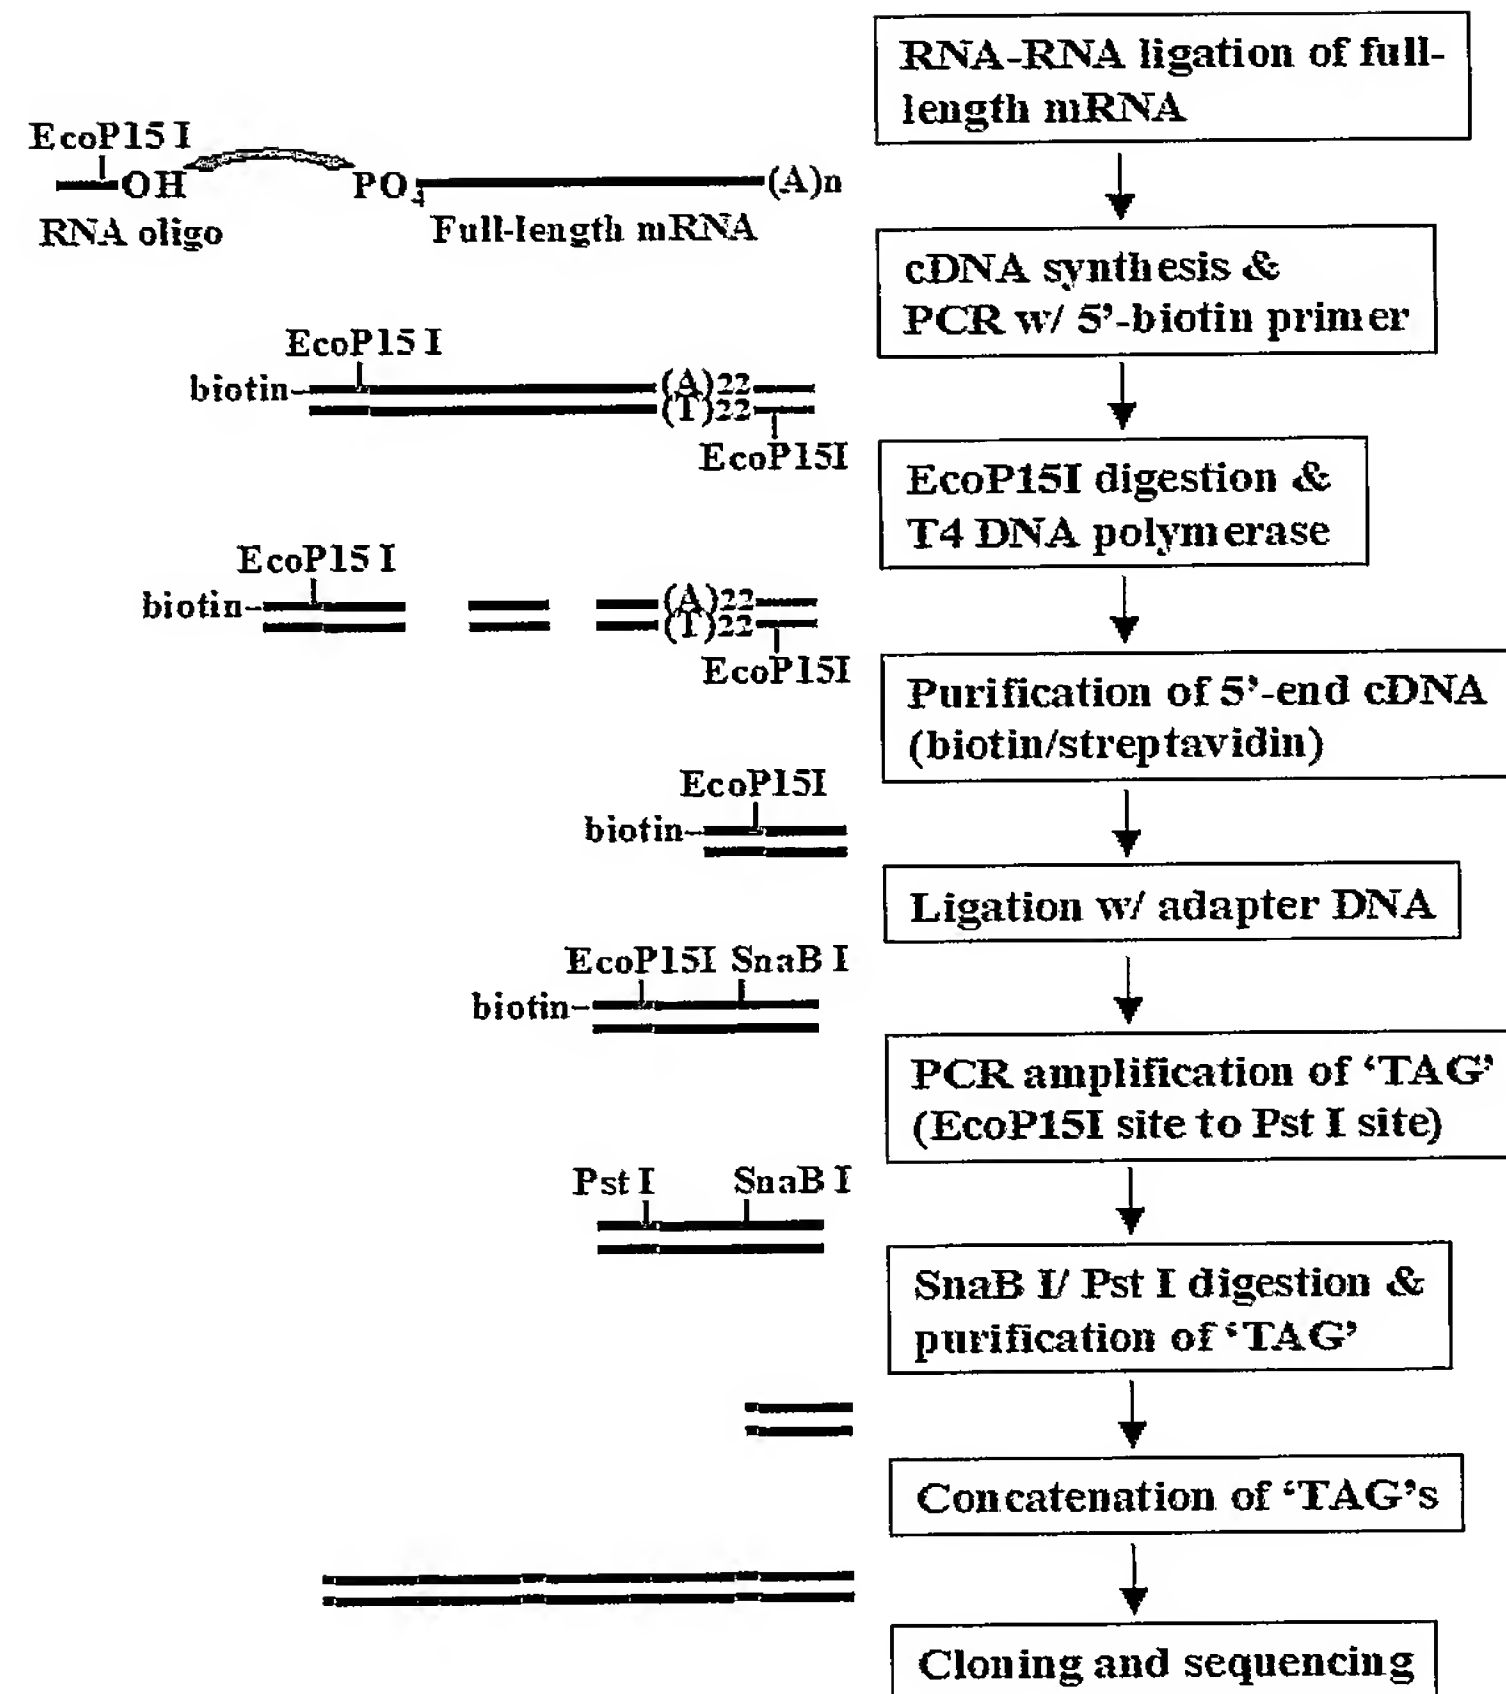 RNA-RNA ligation of full-
length mRNA
EcoP15 I
OH
PO4
(A)n
RNA oligo
Full-length mRNA
cDNA synthesis &
PCR w/ 5'-biotin primer
EcoP15 I
biotin
(A)22
(T)22
EcoP15I
EcoP15I digestion &
T4 DNA polymerase
EcoP15 I
biotin
(A)22
(T)22
EcoP15I
Purification of 5'-end cDNA
(biotin/streptavidin)
EcoP15I
biotin
Ligation w/ adapter DNA
EcoP15I SnaB I
biotin
PCR amplification of 'TAG'
(EcoP15I site to Pst I site)
Pst I SnaB I
SnaB I/ Pst I digestion &
purification of 'TAG'
Concatenation of 'TAG's
Cloning and sequencing